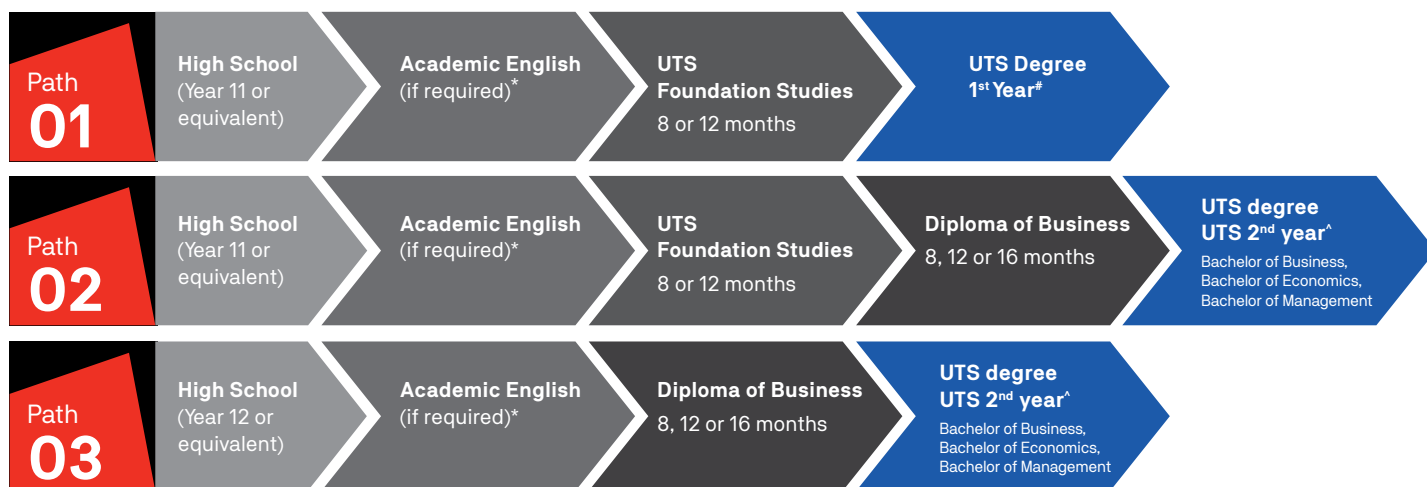 Path
01
High School
(Year 11 or
equivalent)
Academic English
(if required)*
UTS
Foundation Studies
8 or 12 months
UTS Degree
1st Year#
Path
02
High School
(Year 11 or
equivalent)
Academic English
(if required)*
UTS
Foundation Studies
8 or 12 months
Diploma of Business
8, 12 or 16 months
UTS degree
UTS 2nd year^
Bachelor of Business,
Bachelor of Economics,
Bachelor of Management
Path
03
High School
(Year 12 or
equivalent)
Academic English
(if required)*
Diploma of Business
8, 12 or 16 months
UTS degree
UTS 2nd year^
Bachelor of Business,
Bachelor of Economics,
Bachelor of Management